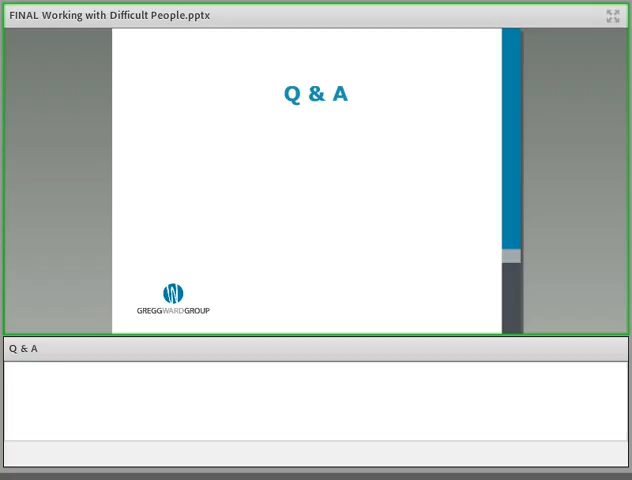 FINAL Working with Difficult People.pptx
Q & A
GREGGWARDGROUP
Q & A